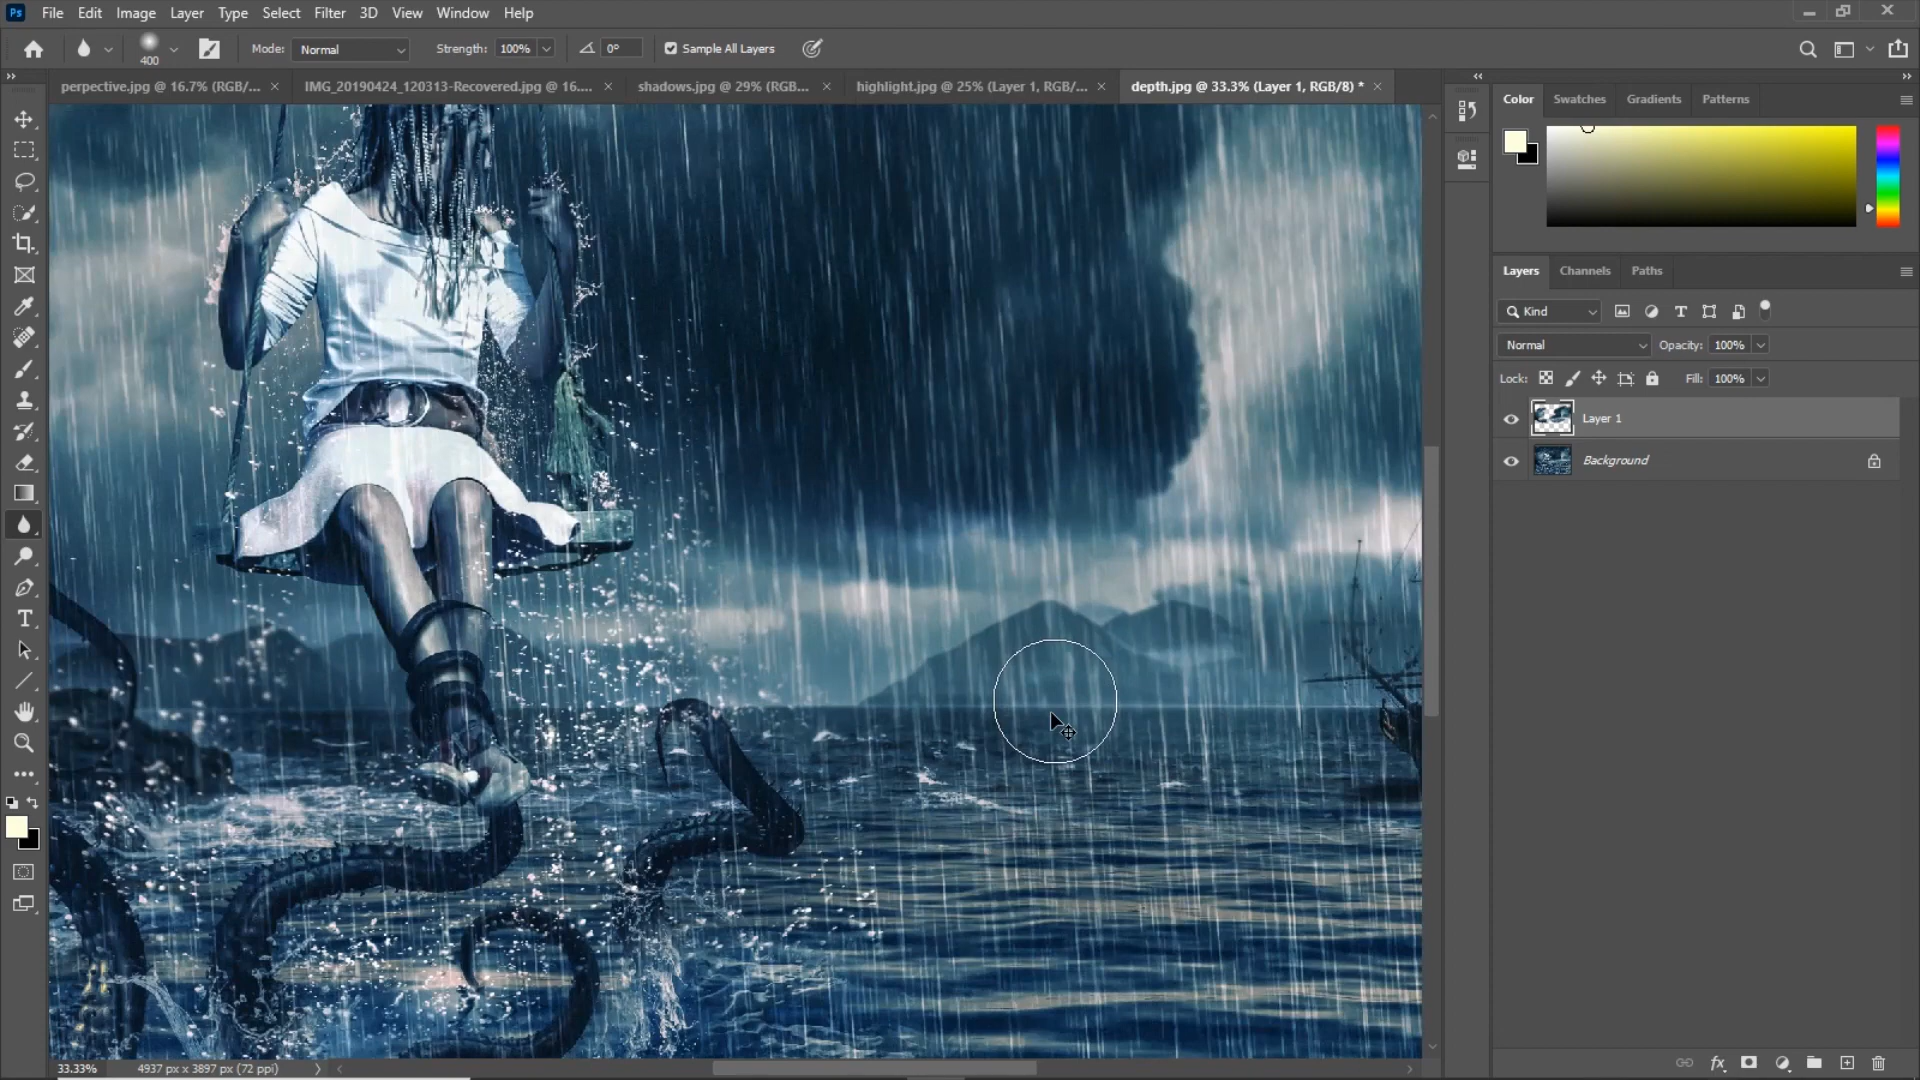 Ps File Edit Image Layer Type Select Filter 3D View Window Help
400 Mode: Normal Strength: 100% 0° Sample All Layers
perpective.jpg @ 16.7% (RGB/... IMG_20190424_120313-Recovered.jpg @ 16.... shadows.jpg @ 29% (RGB... highlight.jpg @ 25% (Layer 1, RGB/... depth.jpg @ 33.3% (Layer 1, RGB/8) *
Color Swatches Gradients Patterns
Layers Channels Paths
Kind
Normal Opacity: 100%
Lock: Fill: 100%
Layer 1
Background
33.33% 4937 px x 3897 px (72 ppi)